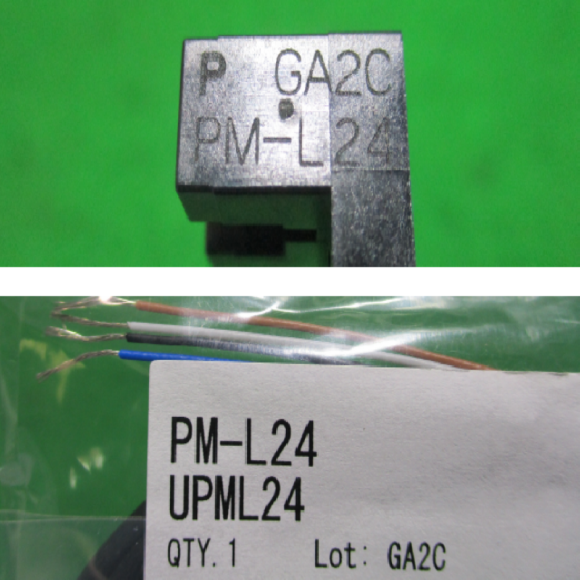 P GA2C
PM-L24
PM-L24
UPML24
QTY. 1 Lot: GA2C